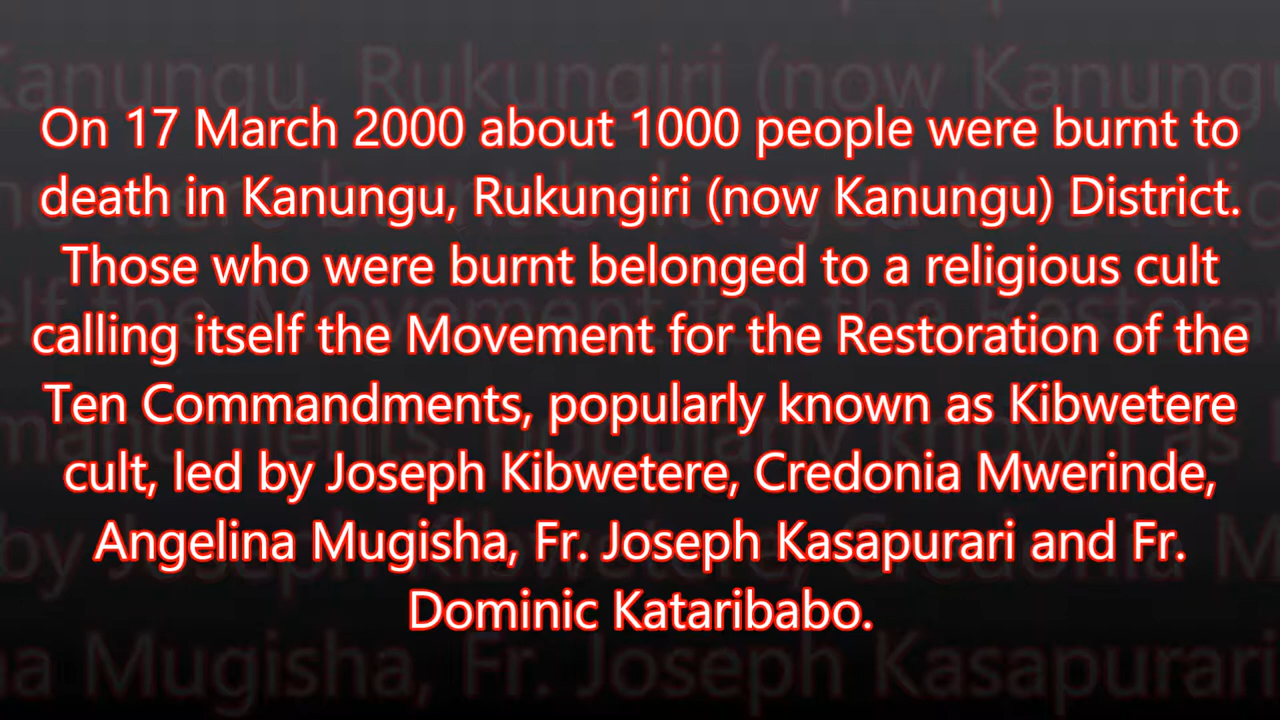 On 17 March 2000 about 1000 people were burnt to
death in Kanungu, Rukungiri (now Kanungu) District.
Those who were burnt belonged to a religious cult
calling itself the Movement for the Restoration of the
Ten Commandments, popularly known as Kibwetere
cult, led by Joseph Kibwetere, Credonia Mwerinde,
Angelina Mugisha, Fr. Joseph Kasapurari and Fr.
Dominic Kataribabo.